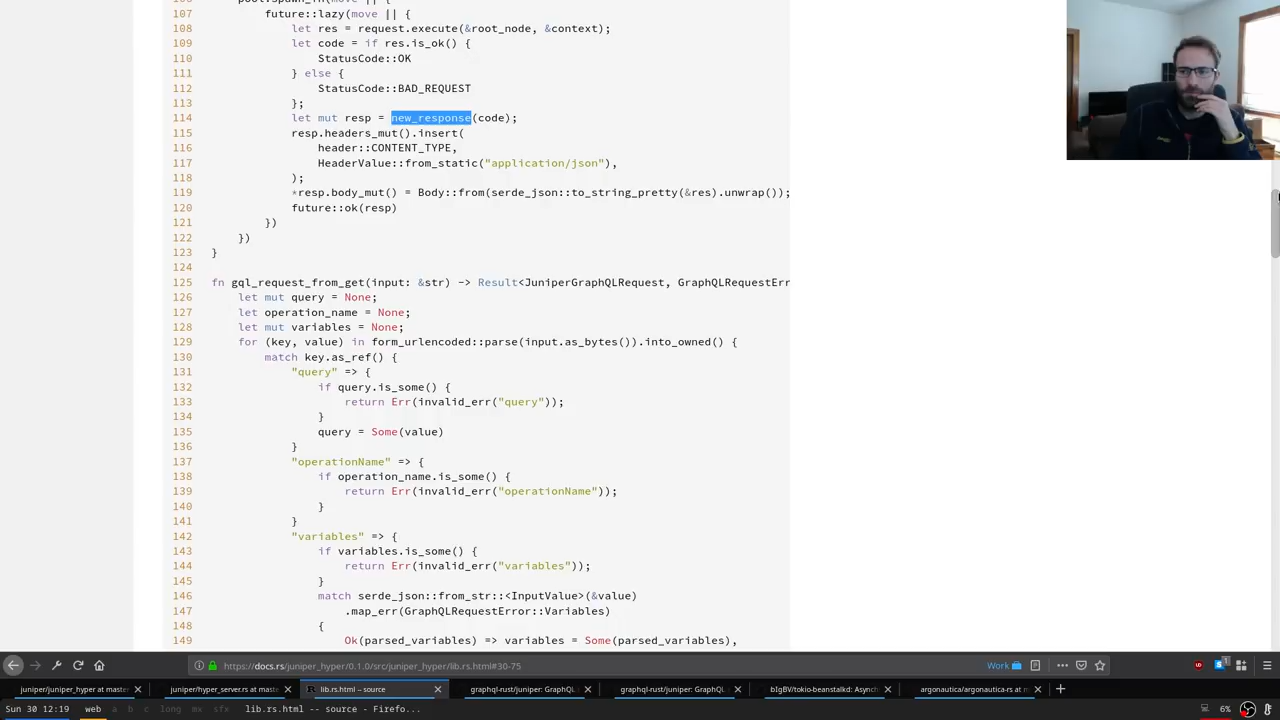 107 future::lazy(move || {
108 let res = request.execute(&root_node, &context);
109 let code = if res.is_ok() {
110 StatusCode::OK
111 } else {
112 StatusCode::BAD_REQUEST
113 };
114 let mut resp = new_response(code);
115 resp.headers_mut().insert(
116 header::CONTENT_TYPE,
117 HeaderValue::from_static("application/json"),
118 );
119 *resp.body_mut() = Body::from(serde_json::to_string_pretty(&res).unwrap());
120 future::ok(resp)
121 })
122 })
123 }
124
125 fn gql_request_from_get(input: &str) -> Result<JuniperGraphQLRequest, GraphQLRequestErr
126 let mut query = None;
127 let operation_name = None;
128 let mut variables = None;
129 for (key, value) in form_urlencoded::parse(input.as_bytes()).into_owned() {
130 match key.as_ref() {
131 "query" => {
132 if query.is_some() {
133 return Err(invalid_err("query"));
134 }
135 query = Some(value)
136 }
137 "operationName" => {
138 if operation_name.is_some() {
139 return Err(invalid_err("operationName"));
140 }
141 }
142 "variables" => {
143 if variables.is_some() {
144 return Err(invalid_err("variables"));
145 }
146 match serde_json::from_str::<InputValue>(&value)
147 .map_err(GraphQLRequestError::Variables)
148 {
149 Ok(parsed_variables) => variables = Some(parsed_variables),
https://docs.rs/juniper_hyper/0.1.0/src/juniper_hyper/lib.rs.html#30-75 Work
juniper/juniper_hyper at master juniper/hyper_server.rs at maste lib.rs.html -- source graphql-rust/juniper: GraphQL graphql-rust/juniper: GraphQL bIgBV/tokio-beanstalkd: Asynch argonautica/argonautica-rs at m
Sun 30 12:19 web a b c long mx sfx lib.rs.html -- source - Firefo... 6%